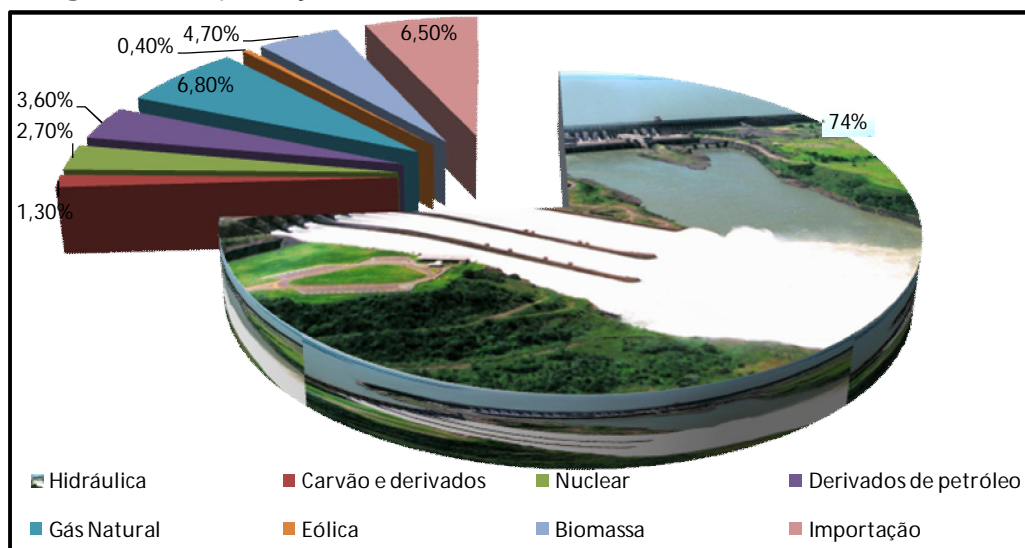 4,70%
6,50%
0,40%
6,80%
74%
3,60%
2,70%
1,30%
Hidráulica
Carvão e derivados
Nuclear
Derivados de petróleo
Gás Natural
Eólica
Biomassa
Importação